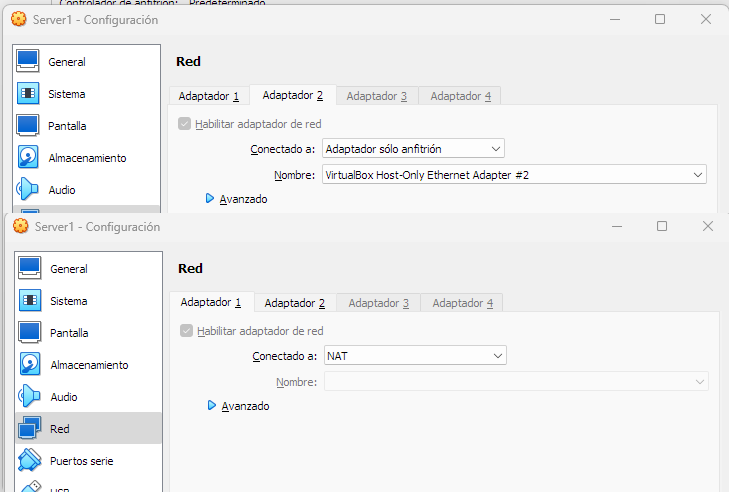 Controlador de anfitrión: Predeterminado
Server1 - Configuración
General
Sistema
Pantalla
Almacenamiento
Audio
Red
Adaptador 1 Adaptador 2 Adaptador 3 Adaptador 4
Habilitar adaptador de red
Conectado a: Adaptador sólo anfitrión
Nombre: VirtualBox Host-Only Ethernet Adapter #2
Avanzado
Server1 - Configuración
General
Sistema
Pantalla
Almacenamiento
Audio
Red
Puertos serie
USB
Red
Adaptador 1 Adaptador 2 Adaptador 3 Adaptador 4
Habilitar adaptador de red
Conectado a: NAT
Nombre:
Avanzado